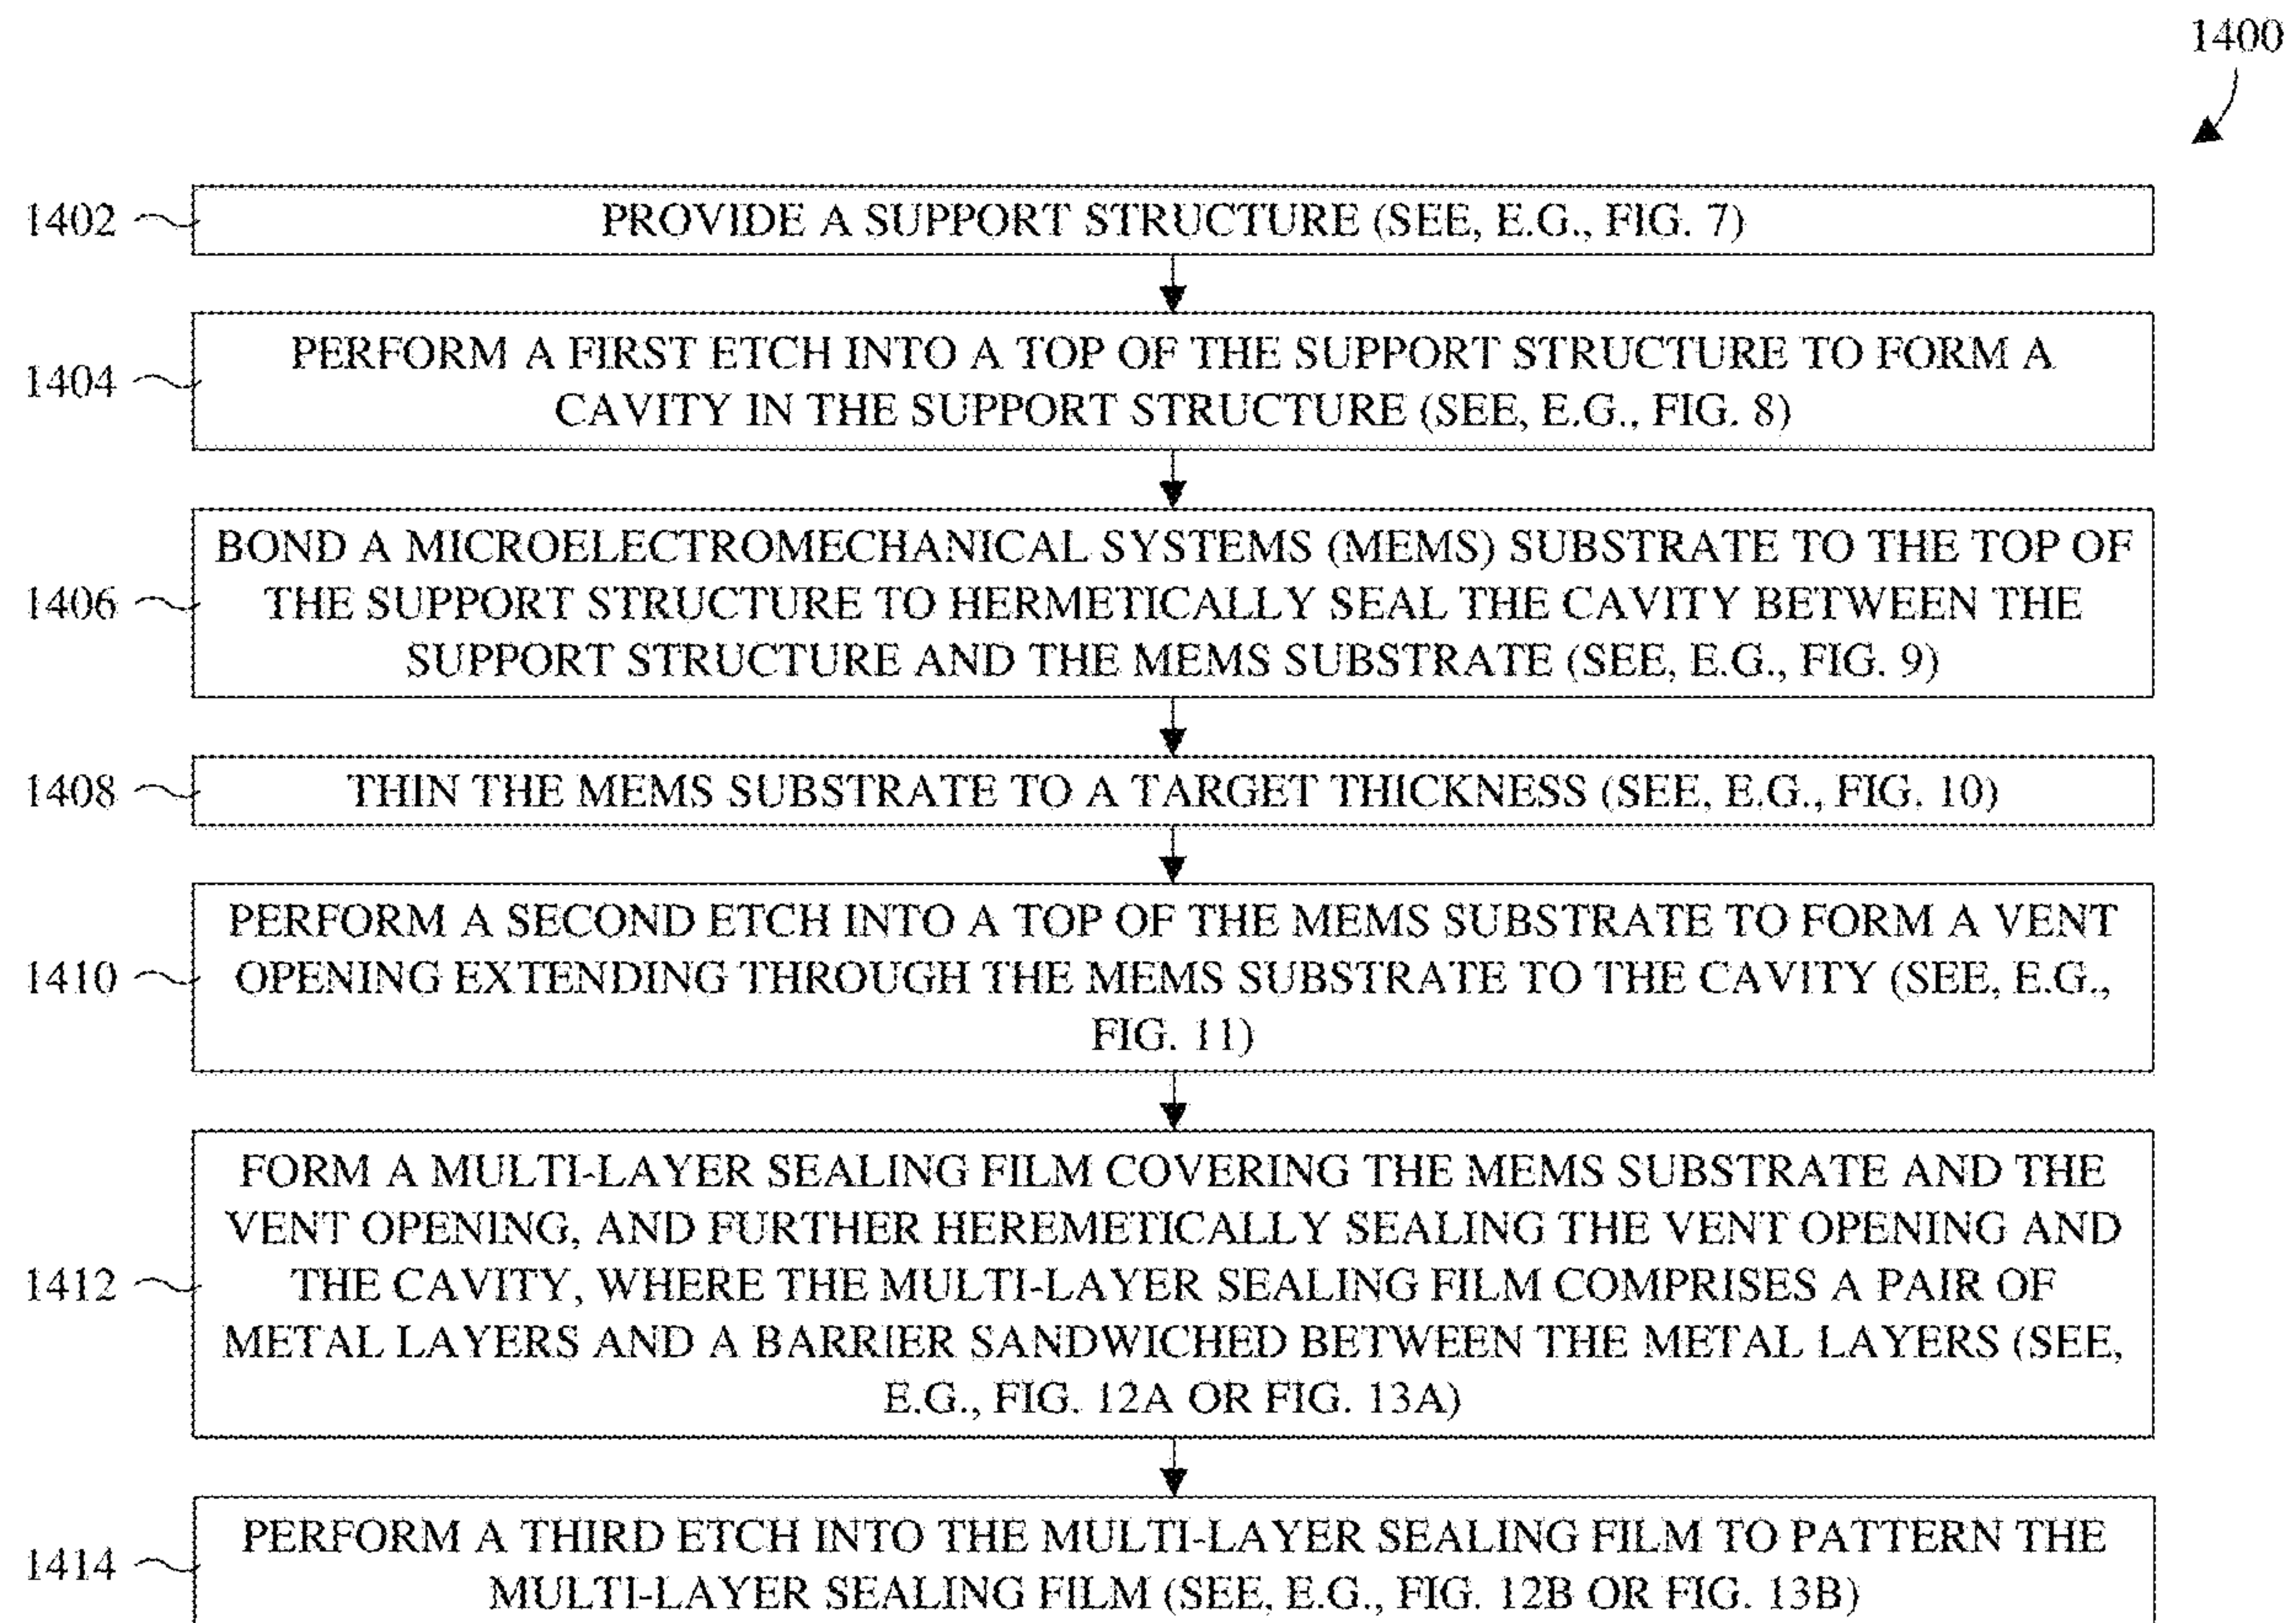 1400
1402
PROVIDE A SUPPORT STRUCTURE (SEE, E.G., FIG. 7)
1404
PERFORM A FIRST ETCH INTO A TOP OF THE SUPPORT STRUCTURE TO FORM A
CAVITY IN THE SUPPORT STRUCTURE (SEE, E.G., FIG. 8)
1406
BOND A MICROELECTROMECHANICAL SYSTEMS (MEMS) SUBSTRATE TO THE TOP OF
THE SUPPORT STRUCTURE TO HERMETICALLY SEAL THE CAVITY BETWEEN THE
SUPPORT STRUCTURE AND THE MEMS SUBSTRATE (SEE, E.G., FIG. 9)
1408
THIN THE MEMS SUBSTRATE TO A TARGET THICKNESS (SEE, E.G., FIG. 10)
1410
PERFORM A SECOND ETCH INTO A TOP OF THE MEMS SUBSTRATE TO FORM A VENT
OPENING EXTENDING THROUGH THE MEMS SUBSTRATE TO THE CAVITY (SEE, E.G.,
FIG. 11)
1412
FORM A MULTI-LAYER SEALING FILM COVERING THE MEMS SUBSTRATE AND THE
VENT OPENING, AND FURTHER HEREMETICALLY SEALING THE VENT OPENING AND
THE CAVITY, WHERE THE MULTI-LAYER SEALING FILM COMPRISES A PAIR OF
METAL LAYERS AND A BARRIER SANDWICHED BETWEEN THE METAL LAYERS (SEE,
E.G., FIG. 12A OR FIG. 13A)
1414
PERFORM A THIRD ETCH INTO THE MULTI-LAYER SEALING FILM TO PATTERN THE
MULTI-LAYER SEALING FILM (SEE, E.G., FIG. 12B OR FIG. 13B)